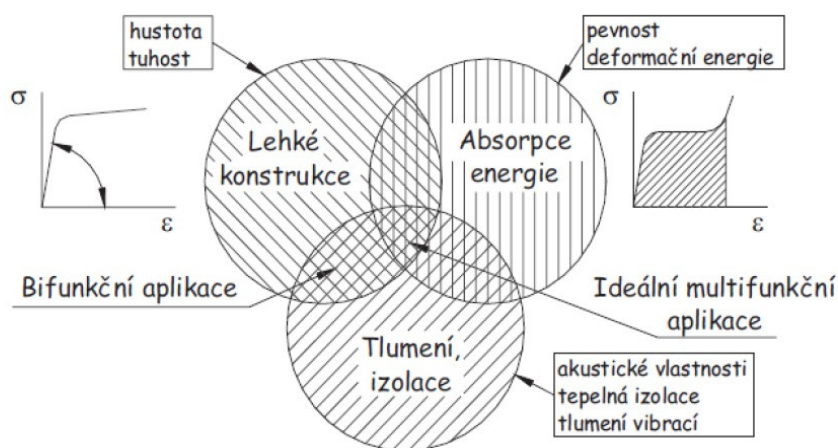 hustota
tuhost
pevnost
deformační energie
σ
ε
Lehké
konstrukce
Absorpce
energie
σ
ε
Bifunkční aplikace
Ideální multifunkční
aplikace
Tlumení,
izolace
akustické vlastnosti
tepelná izolace
tlumení vibrací